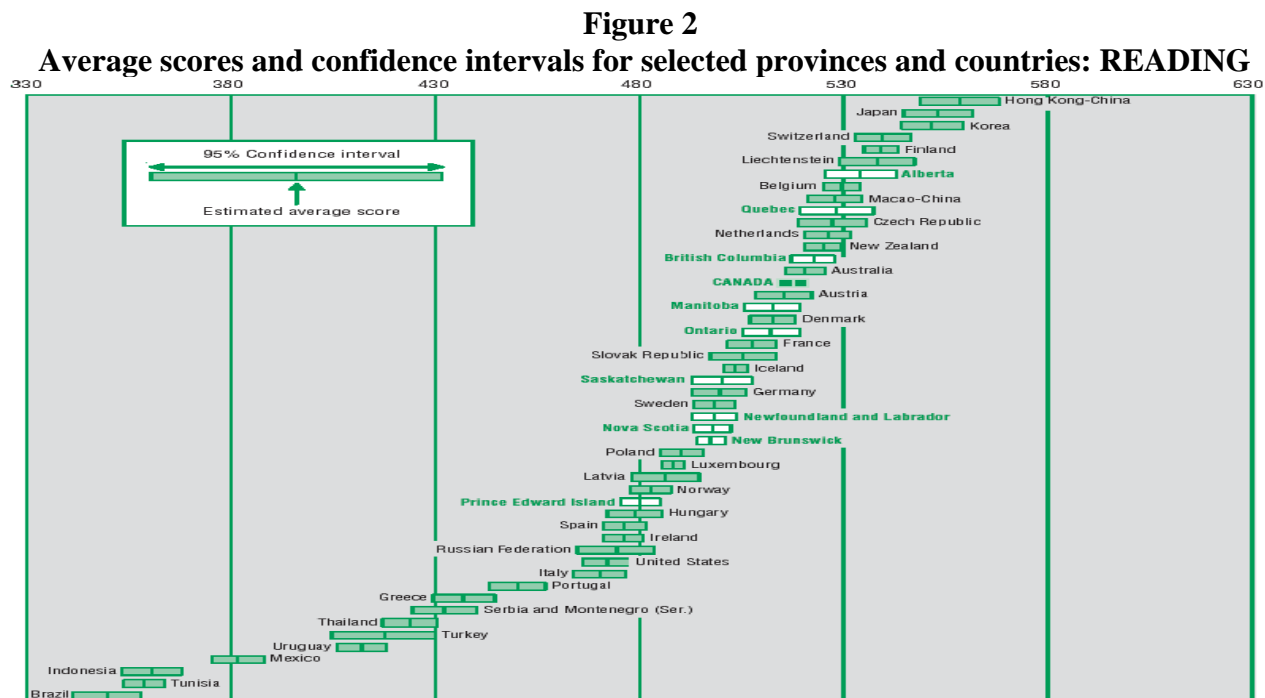 Figure 2
Average scores and confidence intervals for selected provinces and countries: READING
330 380 430 480 530 580 630
Hong Kong-China
Japan
Korea
Switzerland
Finland
95% Confidence interval
Liechtenstein
Alberta
Belgium
Macao-China
Estimated average score
Quebec
Czech Republic
Netherlands
New Zealand
British Columbia
Australia
CANADA
Austria
Manitoba
Denmark
Ontario
France
Slovak Republic
Iceland
Saskatchewan
Germany
Sweden
Newfoundland and Labrador
Nova Scotia
New Brunswick
Poland
Luxembourg
Latvia
Norway
Prince Edward Island
Hungary
Spain
Ireland
Russian Federation
United States
Italy
Portugal
Greece
Serbia and Montenegro (Ser.)
Thailand
Turkey
Uruguay
Mexico
Indonesia
Tunisia
Brazil